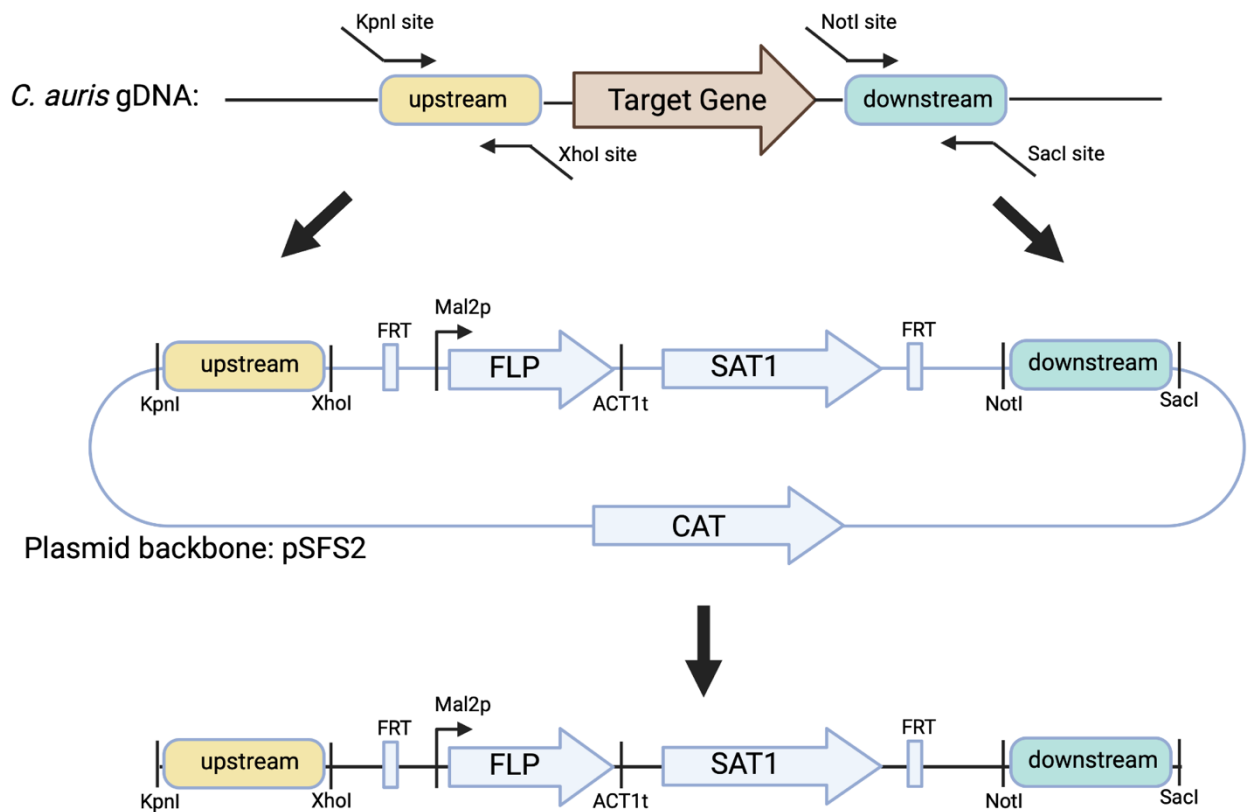 KpnI site
NotI site
C. auris gDNA:
upstream
Target Gene
downstream
XhoI site
SacI site
Mal2p
FRT
FRT
upstream
FLP
SAT1
downstream
KpnI
XhoI
ACT1t
NotI
SacI
CAT
Plasmid backbone: pSFS2
Mal2p
FRT
FRT
upstream
FLP
SAT1
downstream
KpnI
XhoI
ACT1t
NotI
SacI